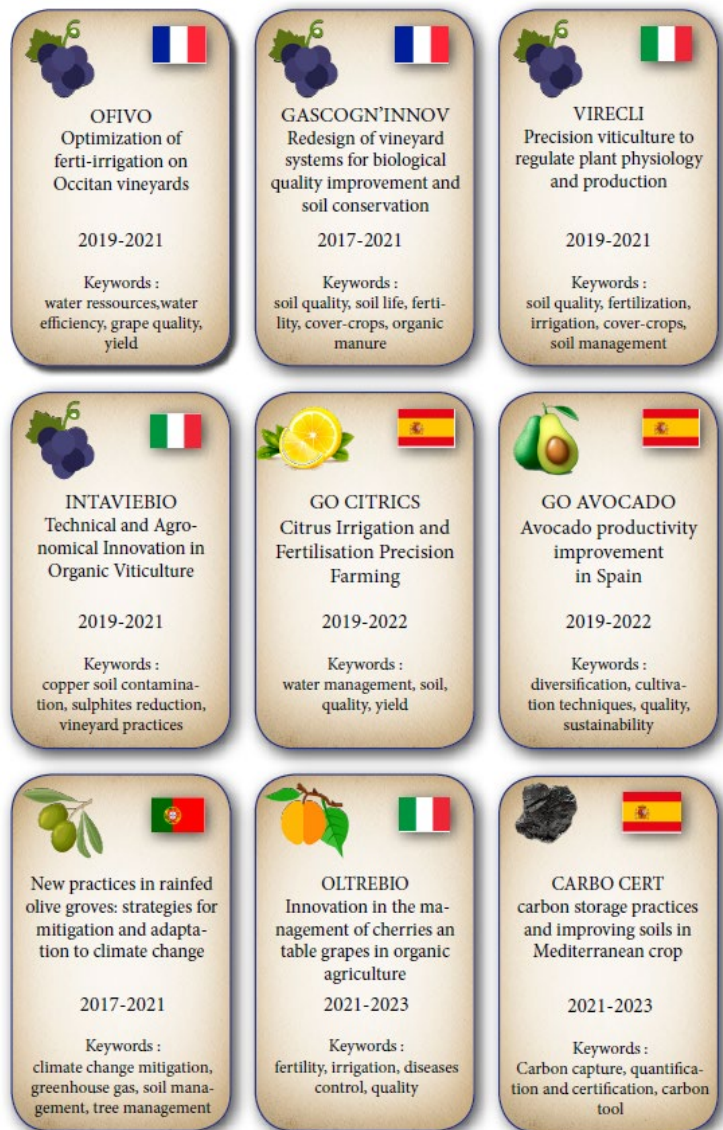 OFIVO
Optimization of
ferti-irrigation on
Occitan vineyards
2019-2021
Keywords :
water ressources,water
efficiency, grape quality,
yield
GASCOGN'INNOV
Redesign of vineyard
systems for biological
quality improvement and
soil conservation
2017-2021
Keywords :
soil quality, soil life, ferti-
lity, cover-crops, organic
manure
VIRECLI
Precision viticulture to
regulate plant physiology
and production
2019-2021
Keywords :
soil quality, fertilization,
irrigation, cover-crops,
soil management
INTAVIEBIO
Technical and Agro-
nomical Innovation in
Organic Viticulture
2019-2021
Keywords :
copper soil contamina-
tion, sulphites reduction,
vineyard practices
GO CITRICS
Citrus Irrigation and
Fertilisation Precision
Farming
2019-2022
Keywords :
water management, soil,
quality, yield
GO AVOCADO
Avocado productivity
improvement
in Spain
2019-2022
Keywords :
diversification, cultiva-
tion techniques, quality,
sustainability
New practices in rainfed
olive groves: strategies for
mitigation and adapta-
tion to climate change
2017-2021
Keywords :
climate change mitigation,
greenhouse gas, soil mana-
gement, tree management
OLTREBIO
Innovation in the ma-
nagement of cherries an
table grapes in organic
agriculture
2021-2023
Keywords :
fertility, irrigation, diseases
control, quality
CARBO CERT
carbon storage practices
and improving soils in
Mediterranean crop
2021-2023
Keywords :
Carbon capture, quantifica-
tion and certification, carbon
tool